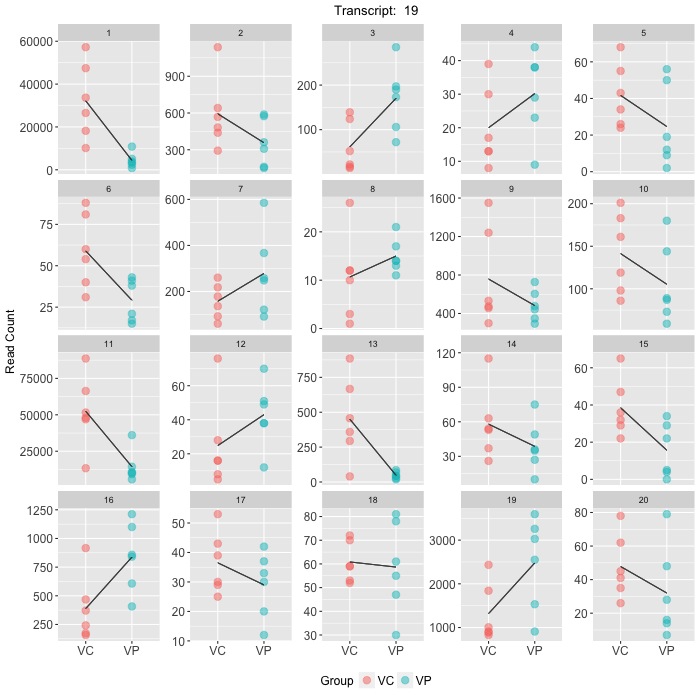 Transcript: 19
1 2 3 4 5
60000 40000 20000 0
900 600 300
200 100
40 30 20 10
60 40 20 0
6 7 8 9 10
75 50 25
600 400 200
20 10 0
1600 1200 800 400
200 150 100
Read Count
11 12 13 14 15
75000 50000 25000
60 40 20
750 500 250 0
120 90 60 30
60 40 20 0
16 17 18 19 20
1250 1000 750 500 250
50 40 30 20 10
80 70 60 50 40 30
3000 2000 1000
80 60 40 20
VC VP VC VP VC VP VC VP VC VP
Group VC VP